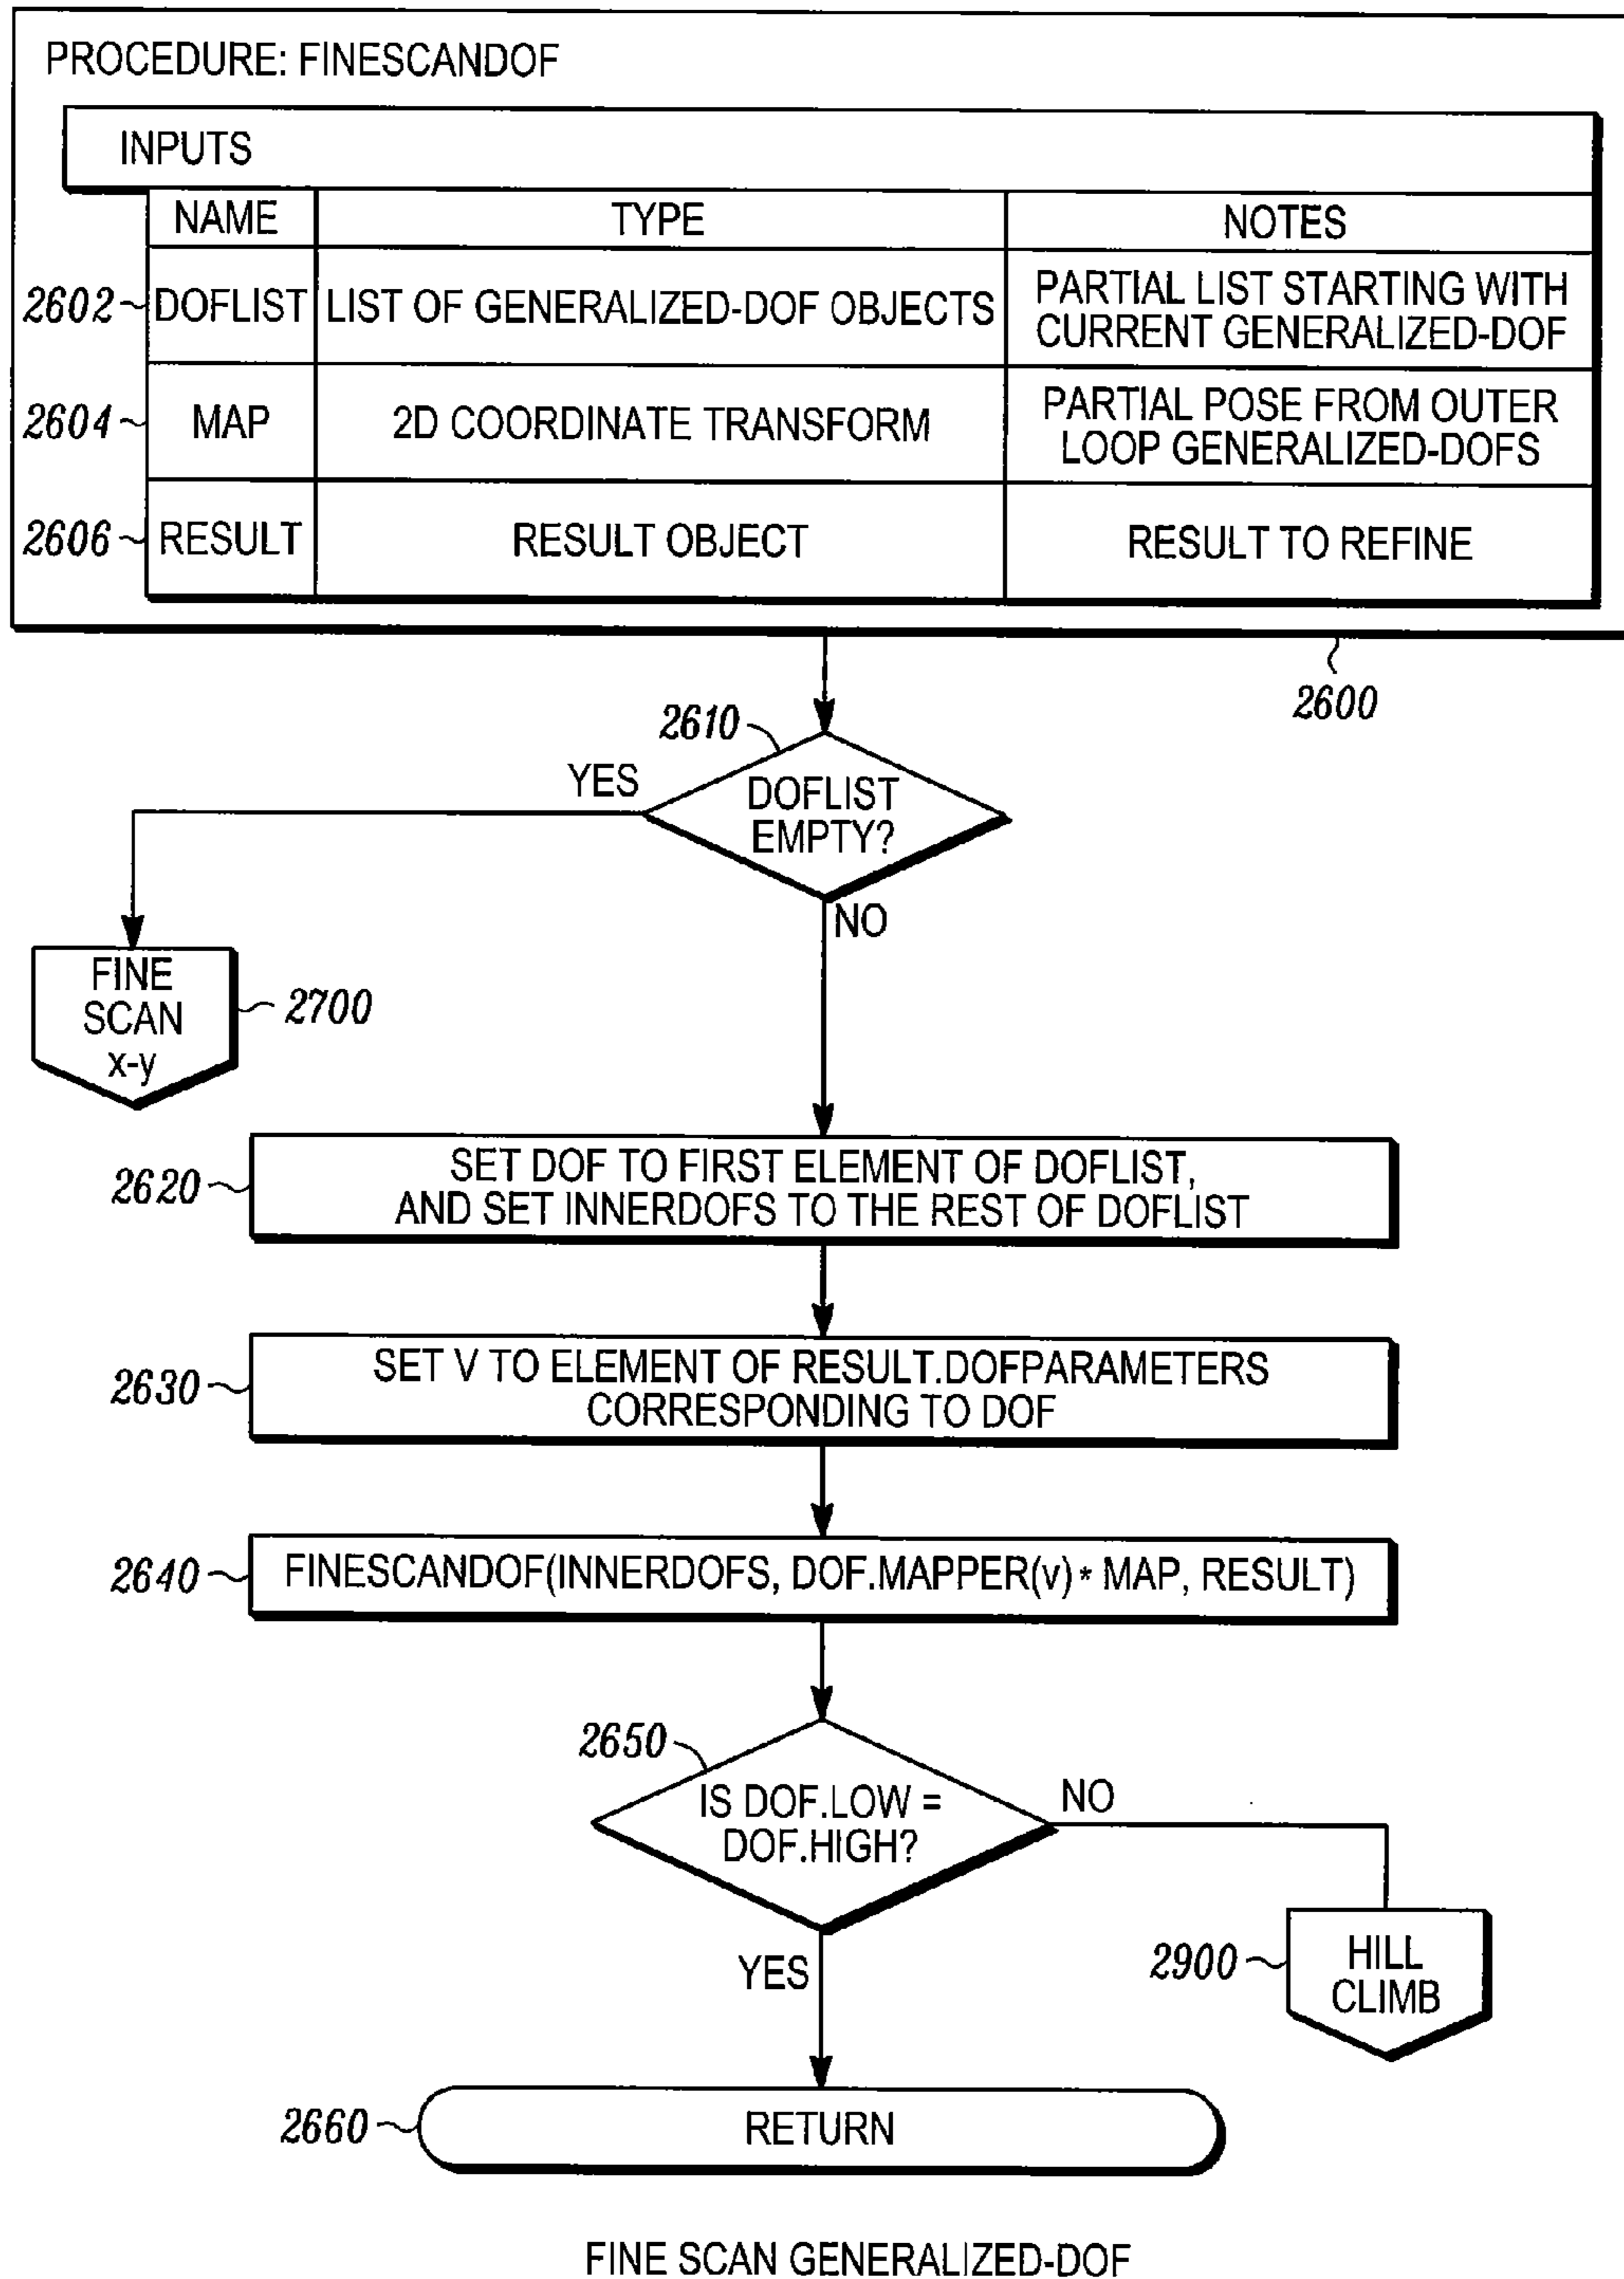 PROCEDURE: FINESCANDOF
INPUTS
NAME TYPE NOTES
2602 DOFLIST LIST OF GENERALIZED-DOF OBJECTS PARTIAL LIST STARTING WITH
CURRENT GENERALIZED-DOF
2604 MAP 2D COORDINATE TRANSFORM PARTIAL POSE FROM OUTER
LOOP GENERALIZED-DOFS
2606 RESULT RESULT OBJECT RESULT TO REFINE
2600
2610
DOFLIST
EMPTY?
YES
NO
FINE
SCAN
x-y
2700
2620
SET DOF TO FIRST ELEMENT OF DOFLIST,
AND SET INNERDOFS TO THE REST OF DOFLIST
2630
SET V TO ELEMENT OF RESULT.DOFPARAMETERS
CORRESPONDING TO DOF
2640
FINESCANDOF(INNERDOFS, DOF.MAPPER(v) * MAP, RESULT)
2650
IS DOF.LOW =
DOF.HIGH?
NO
YES
2900
HILL
CLIMB
2660
RETURN
FINE SCAN GENERALIZED-DOF